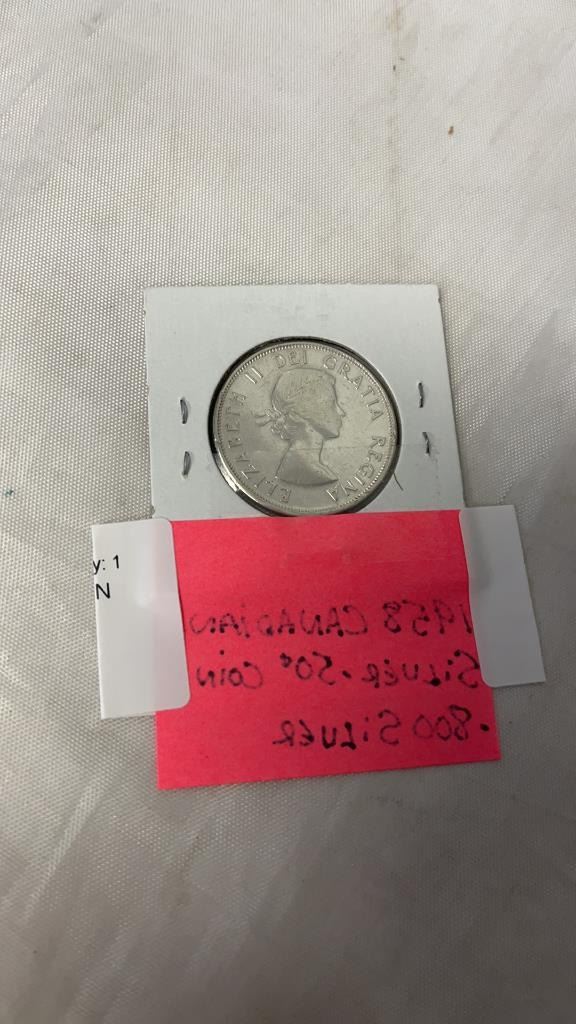 ELIZABETH II DEI GRATIA REGINA
y: 1
N
1958 CANADIAN
SILVER .50¢ COIN
.800 SILVER